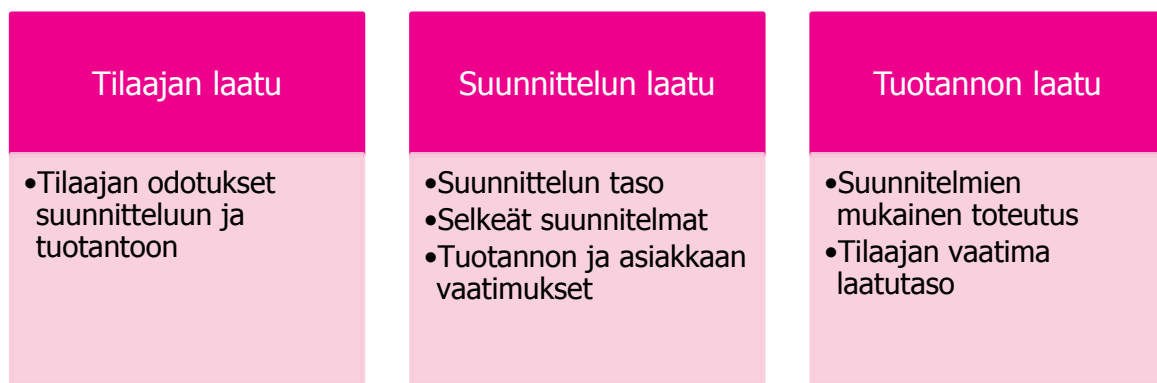 Tilaajan laatu
•Tilaajan odotukset
suunnitteluun ja
tuotantoon
Suunnittelun laatu
•Suunnittelun taso
•Selkeät suunnitelmat
•Tuotannon ja asiakkaan
vaatimukset
Tuotannon laatu
•Suunnitelmien
mukainen toteutus
•Tilaajan vaatima
laatutaso